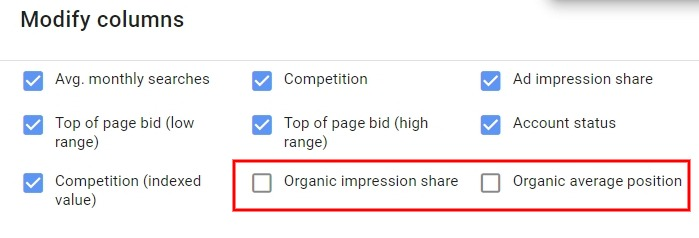 Modify columns
Avg. monthly searches
Competition
Ad impression share
Top of page bid (low
range)
Top of page bid (high
range)
Account status
Competition (indexed
value)
Organic impression share
Organic average position